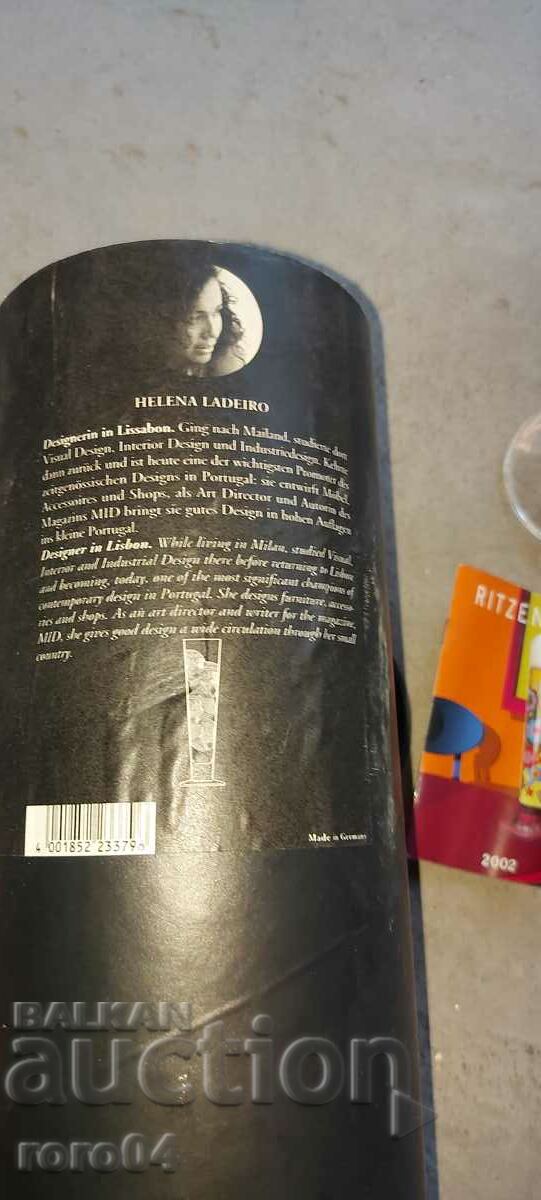 HELENA LADEIRO
Designerin in Lissabon. Ging nach Mailand, studierte dort
Visual Design, Interior Design und Industriedesign. Kehrte
dann zurück und ist heute eine der wichtigsten Promoter des
zeitgenössischen Designs in Portugal: sie entwirft Möbel,
Accessoires und Shops, als Art Director und Autorin des
Magazins MID bringt sie gutes Design in hohen Auflagen
ins kleine Portugal.
Designer in Lisbon. While living in Milan, studied Visual,
Interior and Industrial Design there before returning to Lisbon
and becoming, today, one of the most significant champions of
contemporary design in Portugal. She designs furniture, accesso-
ries and shops. As an art director and writer for the magazine,
MID, she gives good design a wide circulation through her small
country.
4 001852 233796
Made in Germany
RITZEN
2002
BALKAN
auction
roro04